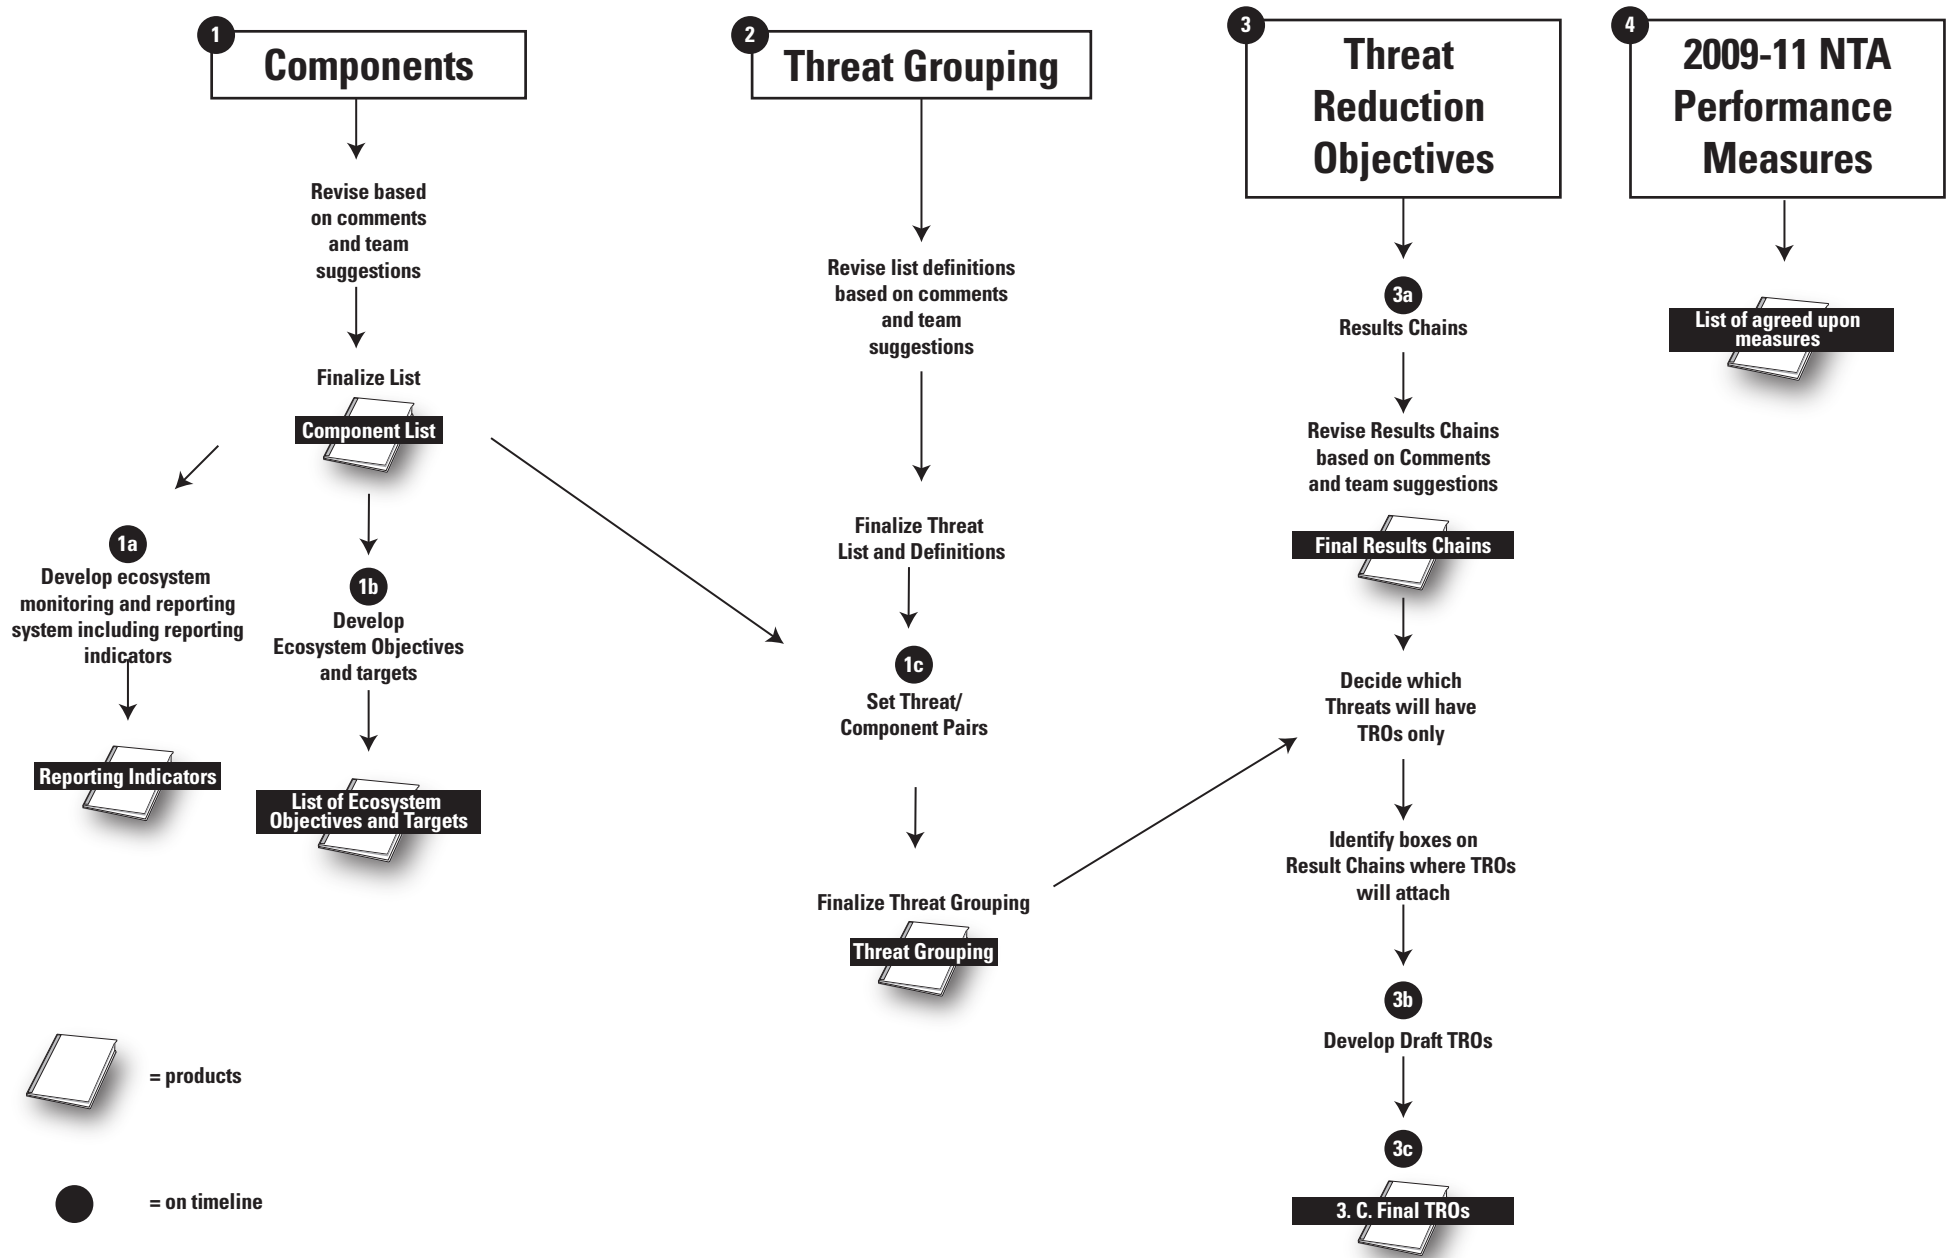 1
Components
Revise based
on comments
and team
suggestions
Finalize List
Component List
1a
Develop ecosystem
monitoring and reporting
system including reporting
indicators
Reporting Indicators
1b
Develop
Ecosystem Objectives
and targets
List of Ecosystem
Objectives and Targets
2
Threat Grouping
Revise list definitions
based on comments
and team
suggestions
Finalize Threat
List and Definitions
1c
Set Threat/
Component Pairs
Finalize Threat Grouping
Threat Grouping
3
Threat
Reduction
Objectives
3a
Results Chains
Revise Results Chains
based on Comments
and team suggestions
Final Results Chains
Decide which
Threats will have
TROs only
Identify boxes on
Result Chains where TROs
will attach
3b
Develop Draft TROs
3c
3. C. Final TROs
4
2009-11 NTA
Performance
Measures
List of agreed upon
measures
= products
= on timeline